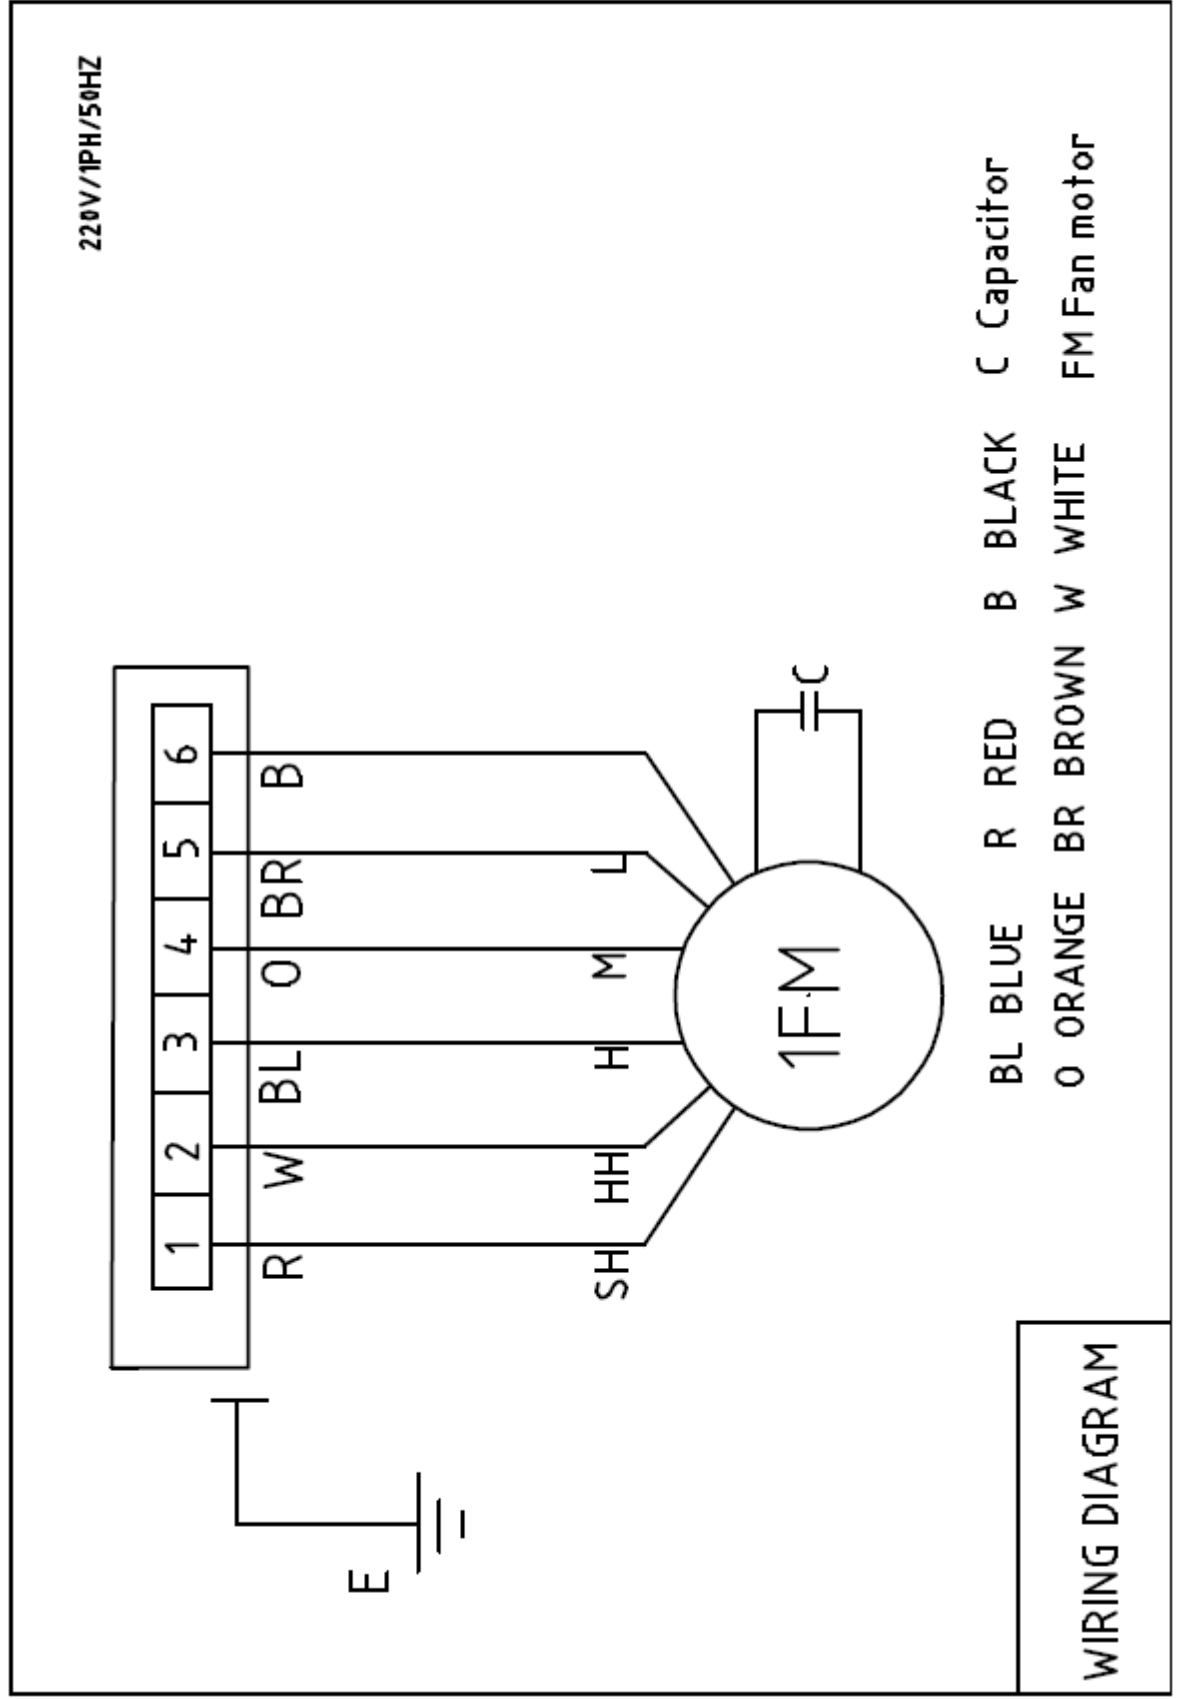 220V/1PH/50HZ
1 2 3 4 5 6
R W BL O BR B
E
SH HH H M L
1FM
C
BL BLUE R RED B BLACK C Capacitor
O ORANGE BR BROWN W WHITE FM Fan motor
WIRING DIAGRAM